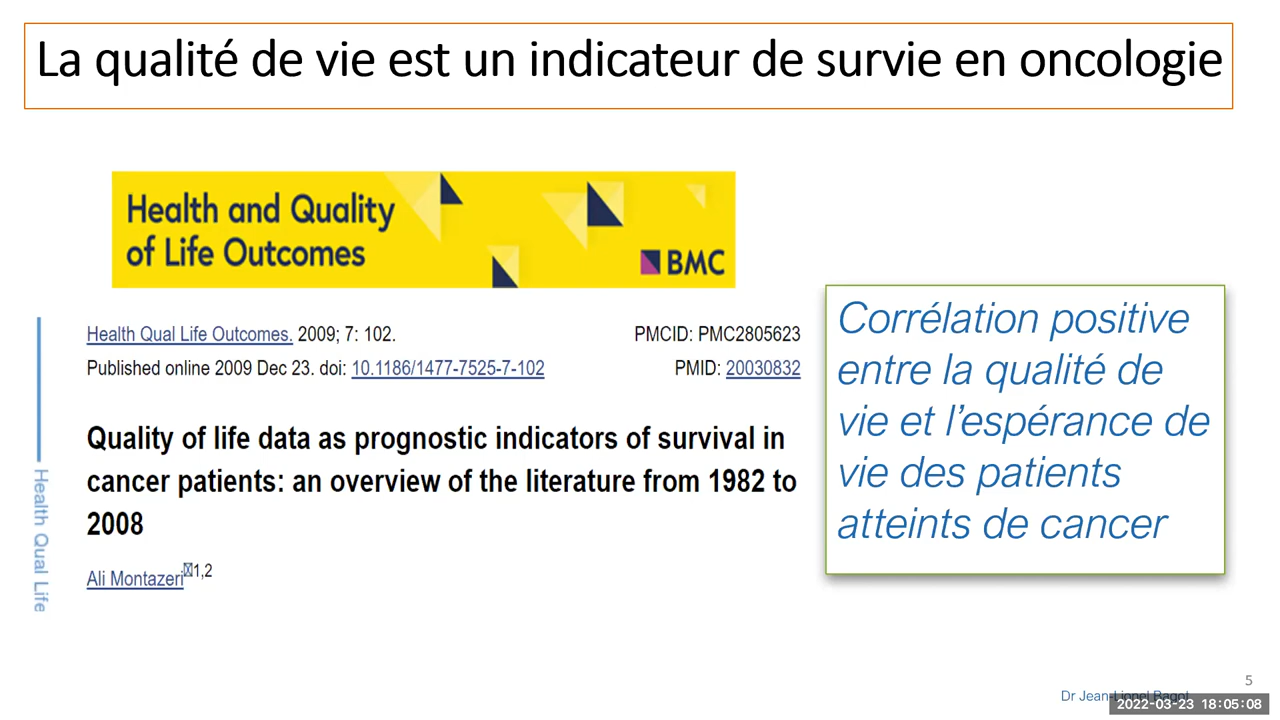 La qualité de vie est un indicateur de survie en oncologie
Health and Quality
of Life Outcomes
BMC
Health Qual Life Outcomes. 2009; 7: 102.
PMCID: PMC2805623
Published online 2009 Dec 23. doi: 10.1186/1477-7525-7-102
PMID: 20030832
Quality of life data as prognostic indicators of survival in
cancer patients: an overview of the literature from 1982 to
2008
Ali Montazeri 1,2
Health Qual Life
Corrélation positive
entre la qualité de
vie et l’espérance de
vie des patients
atteints de cancer
5
Dr Jean-Lionel Bagot
2022-03-23 18:05:08